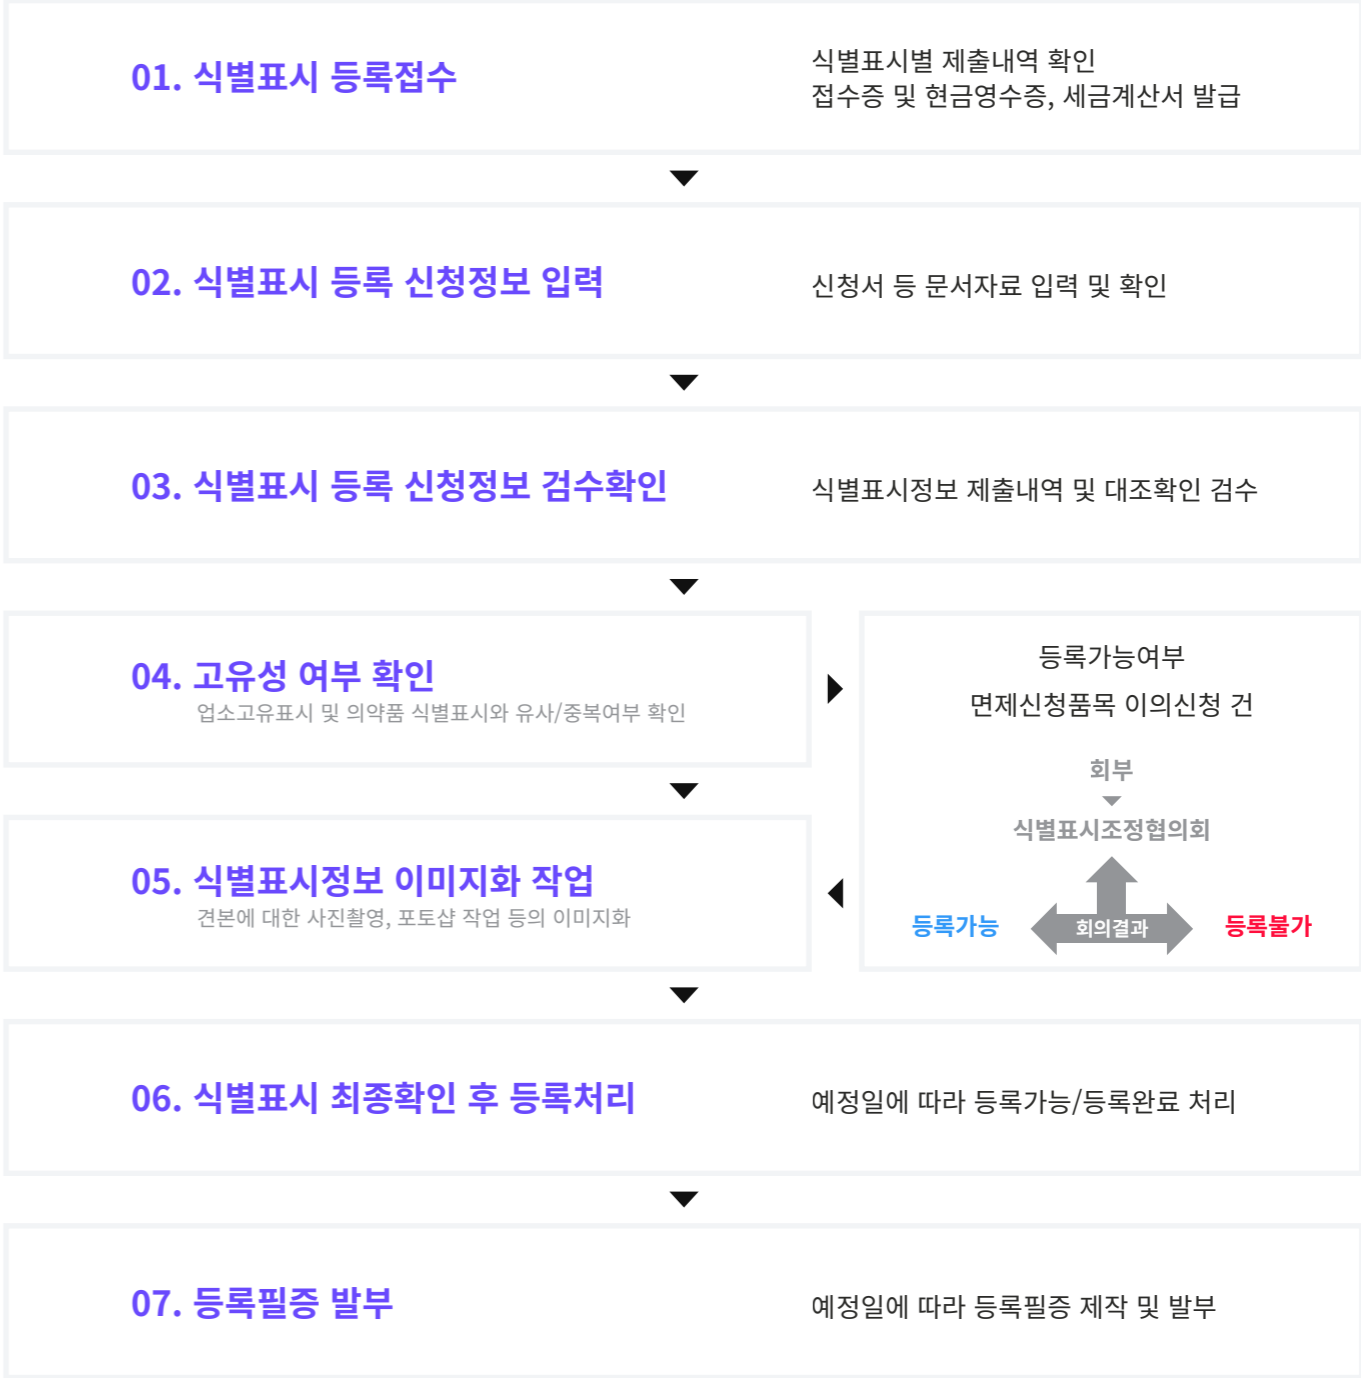 01. 식별표시 등록접수
식별표시별 제출내역 확인
접수증 및 현금영수증, 세금계산서 발급
02. 식별표시 등록 신청정보 입력
신청서 등 문서자료 입력 및 확인
03. 식별표시 등록 신청정보 검수확인
식별표시정보 제출내역 및 대조확인 검수
04. 고유성 여부 확인
업소고유표시 및 의약품 식별표시와 유사/중복여부 확인
등록가능여부
면제신청품목 이의신청 건
회부
식별표시조정협의회
등록가능
회의결과
등록불가
05. 식별표시정보 이미지화 작업
견본에 대한 사진촬영, 포토샵 작업 등의 이미지화
06. 식별표시 최종확인 후 등록처리
예정일에 따라 등록가능/등록완료 처리
07. 등록필증 발부
예정일에 따라 등록필증 제작 및 발부